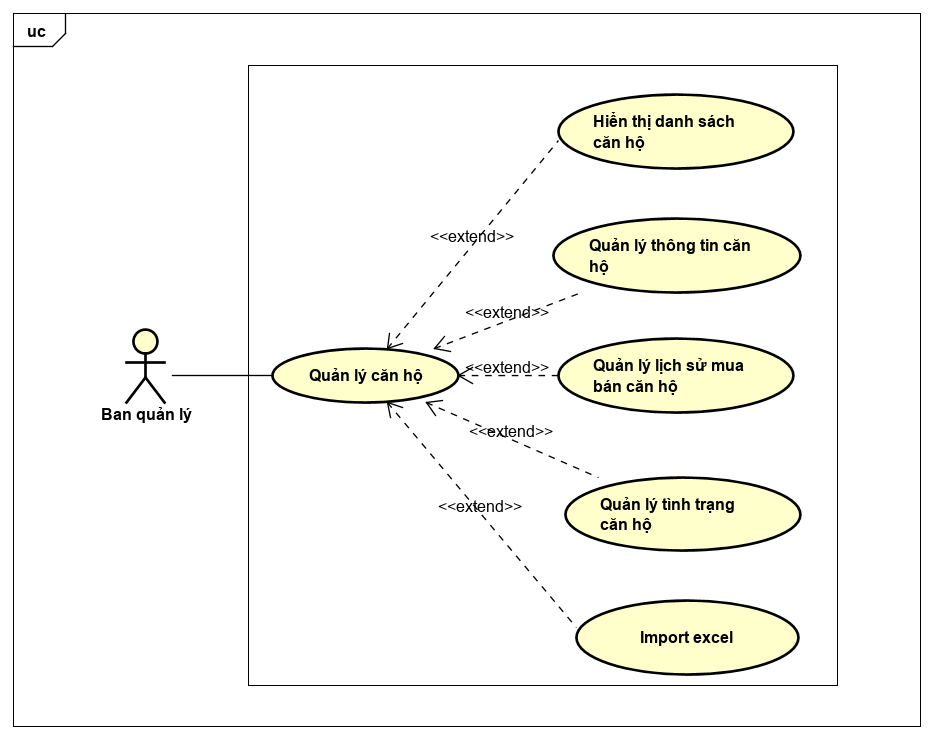 uc
Hiển thị danh sách
căn hộ
<<extend>>
Quản lý thông tin căn
hộ
<<extend>>
Quản lý lịch sử mua
bán căn hộ
<<extend>>
Quản lý căn hộ
Ban quản lý
<<extend>>
Quản lý tình trạng
căn hộ
<<extend>>
Import excel